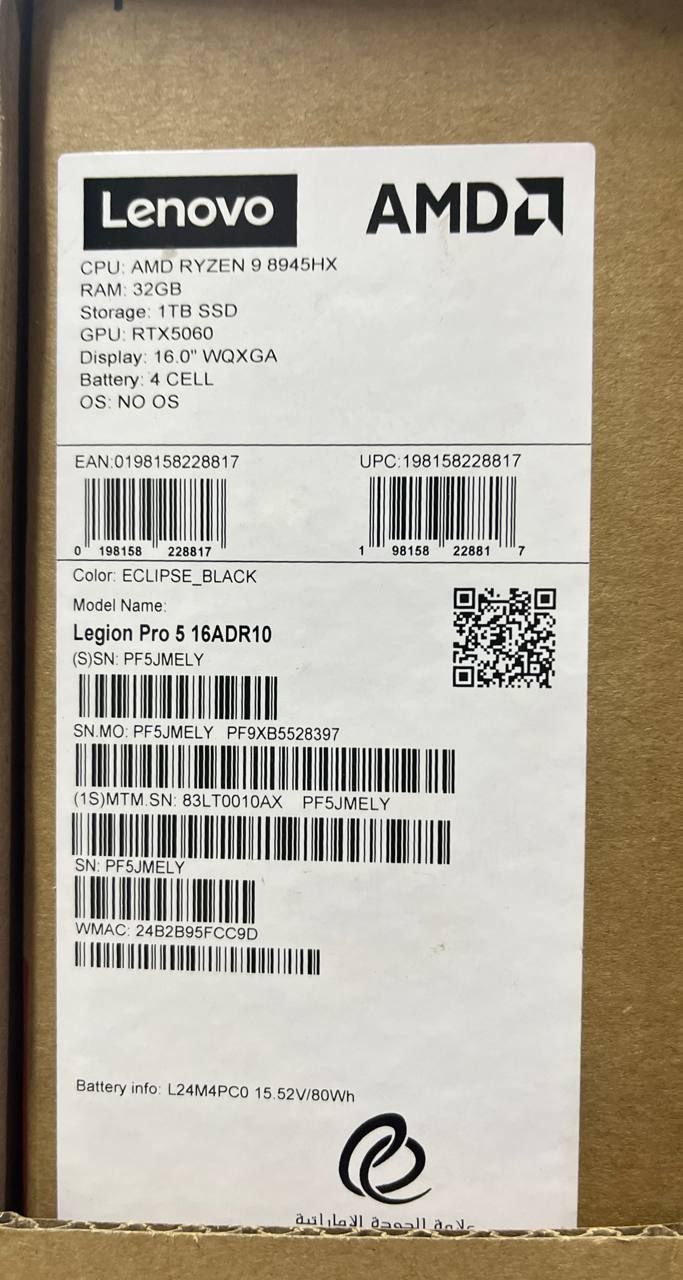 Lenovo AMD
CPU: AMD RYZEN 9 8945HX
RAM: 32GB
Storage: 1TB SSD
GPU: RTX5060
Display: 16.0" WQXGA
Battery: 4 CELL
OS: NO OS
EAN:0198158228817 UPC:198158228817
0 198158 228817 1 98158 22881 7
Color: ECLIPSE_BLACK
Model Name:
Legion Pro 5 16ADR10
(S)SN: PF5JMELY
SN.MO: PF5JMELY PF9XB5528397
(1S)MTM.SN: 83LT0010AX PF5JMELY
SN: PF5JMELY
WMAC: 24B2B95FCC9D
Battery info: L24M4PC0 15.52V/80Wh
علامة الجودة الإماراتية